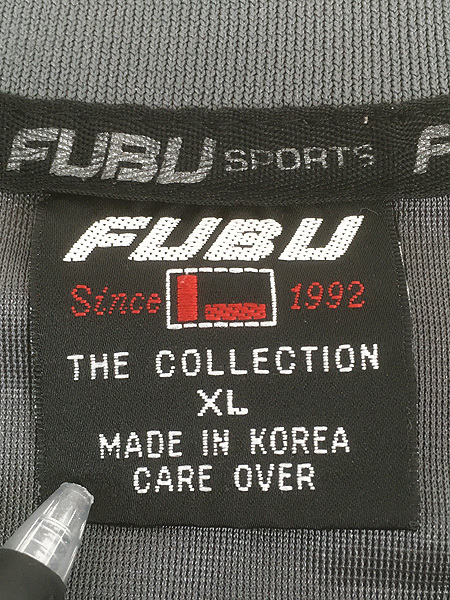 FUBU SPORTS F
FUBU
Since 1992
THE COLLECTION
XL
MADE IN KOREA
CARE OVER